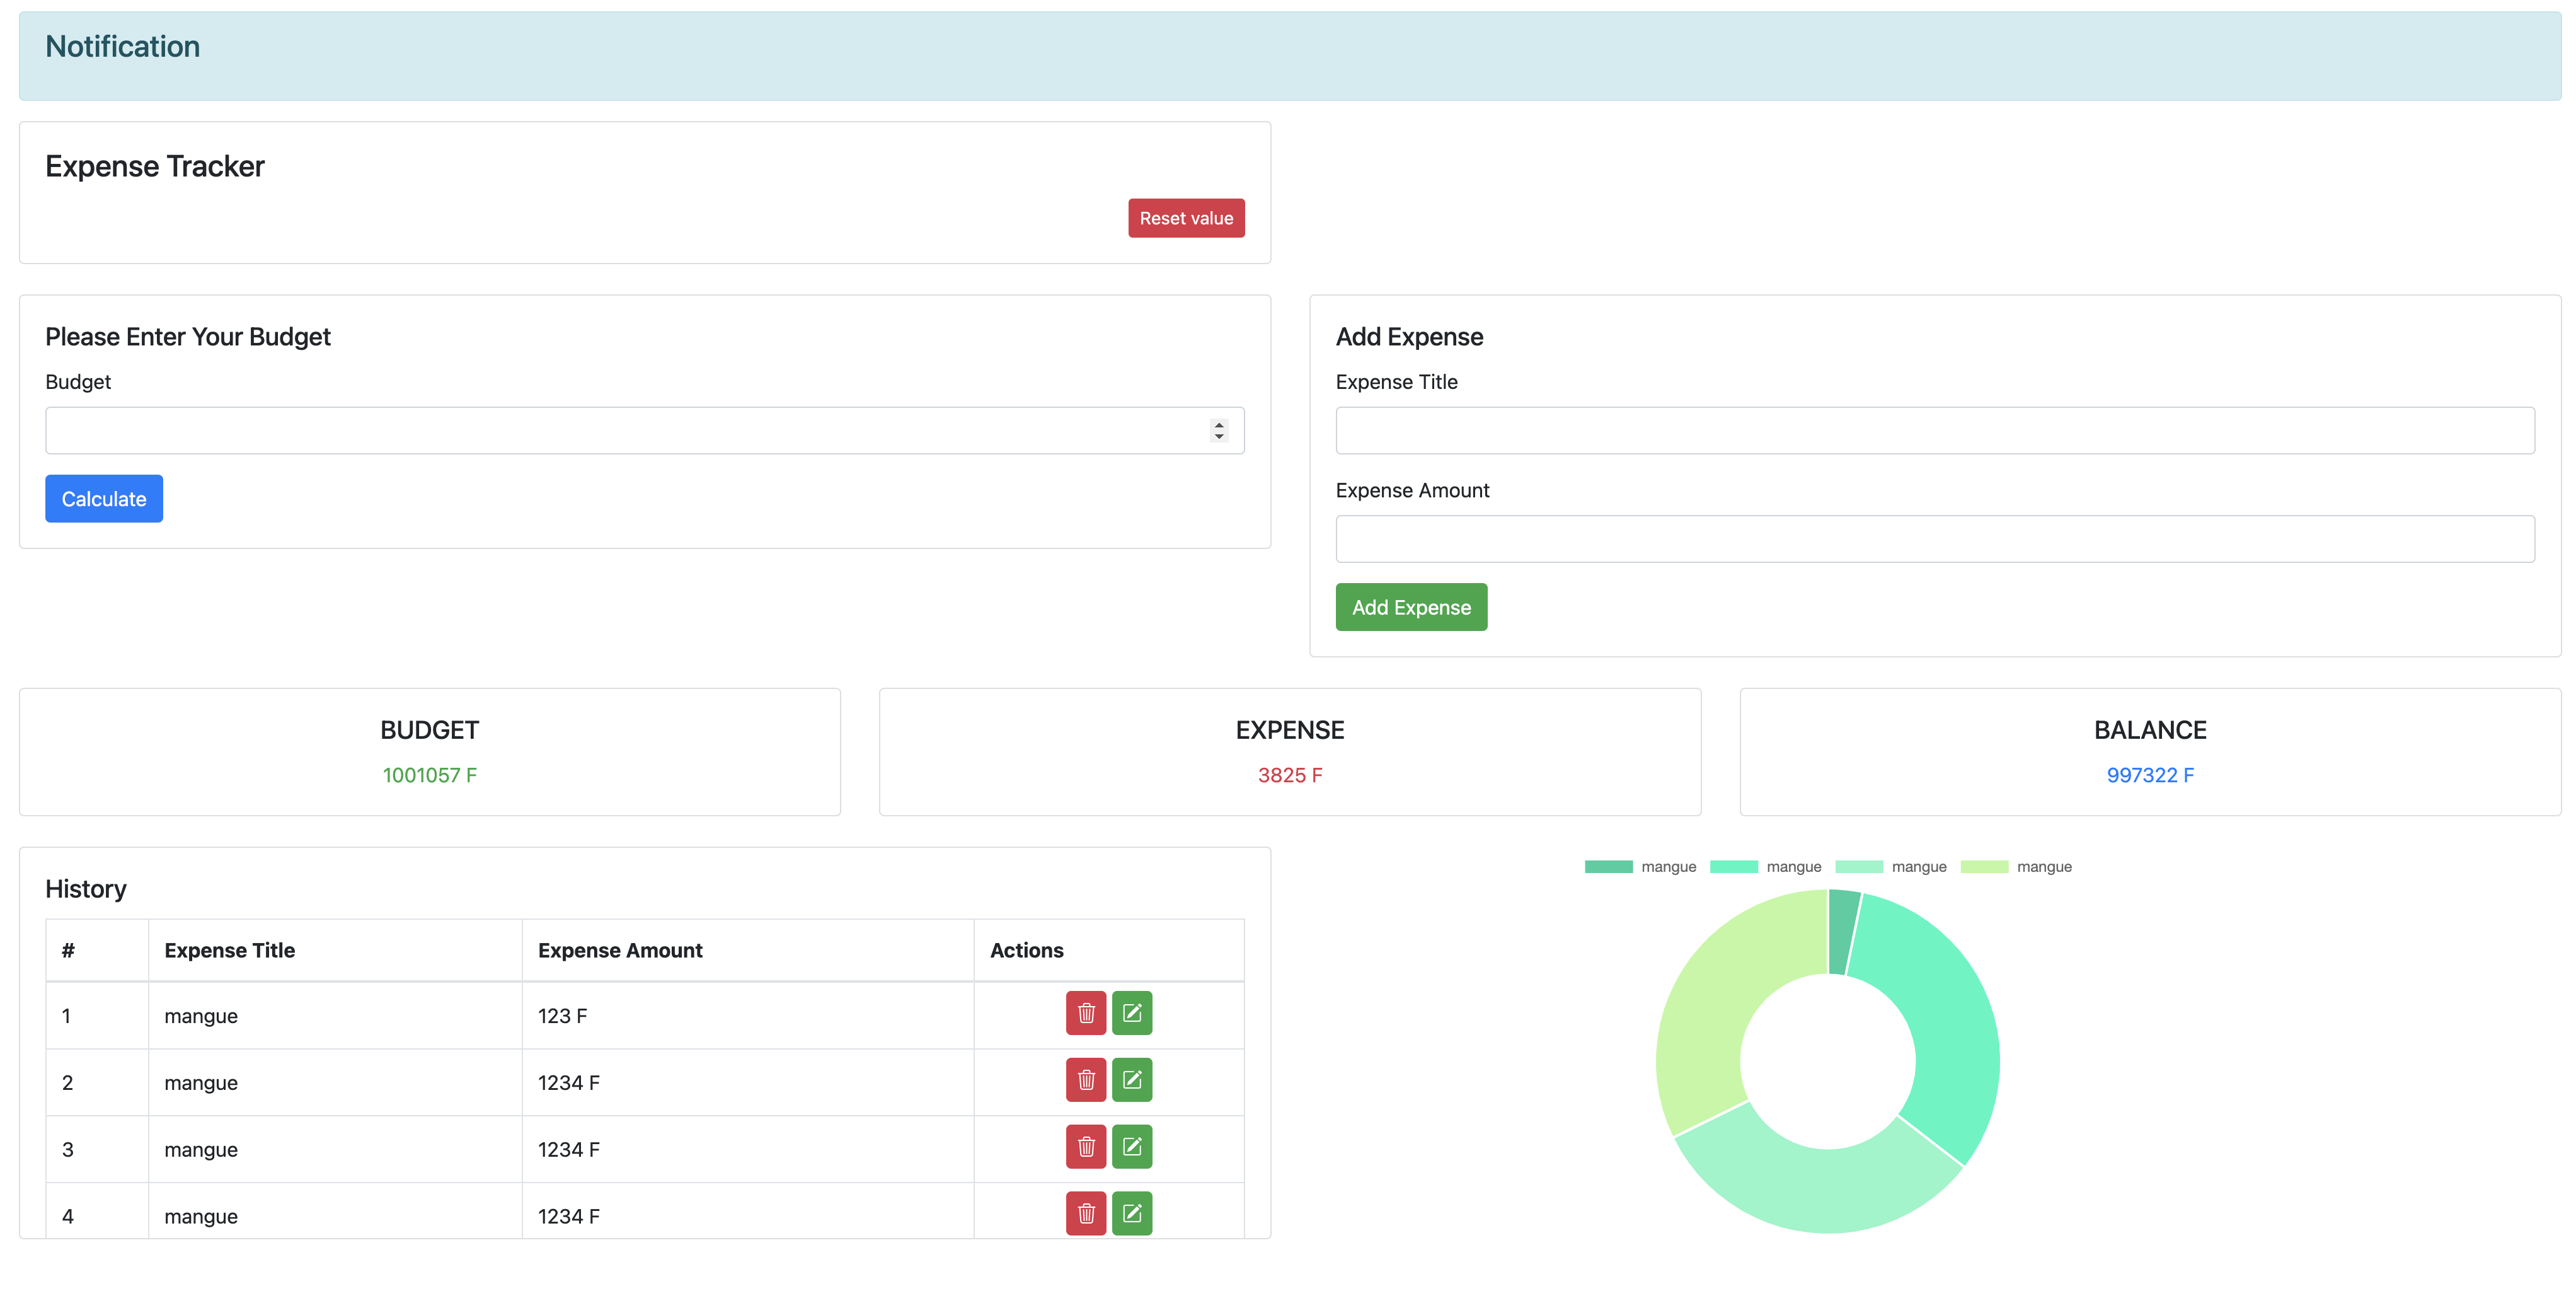 Notification
Expense Tracker
Reset value
Please Enter Your Budget
Budget
Calculate
Add Expense
Expense Title
Expense Amount
Add Expense
BUDGET
1001057 F
EXPENSE
3825 F
BALANCE
997322 F
History
# Expense Title Expense Amount Actions
1 mangue 123 F
2 mangue 1234 F
3 mangue 1234 F
4 mangue 1234 F
mangue mangue mangue mangue